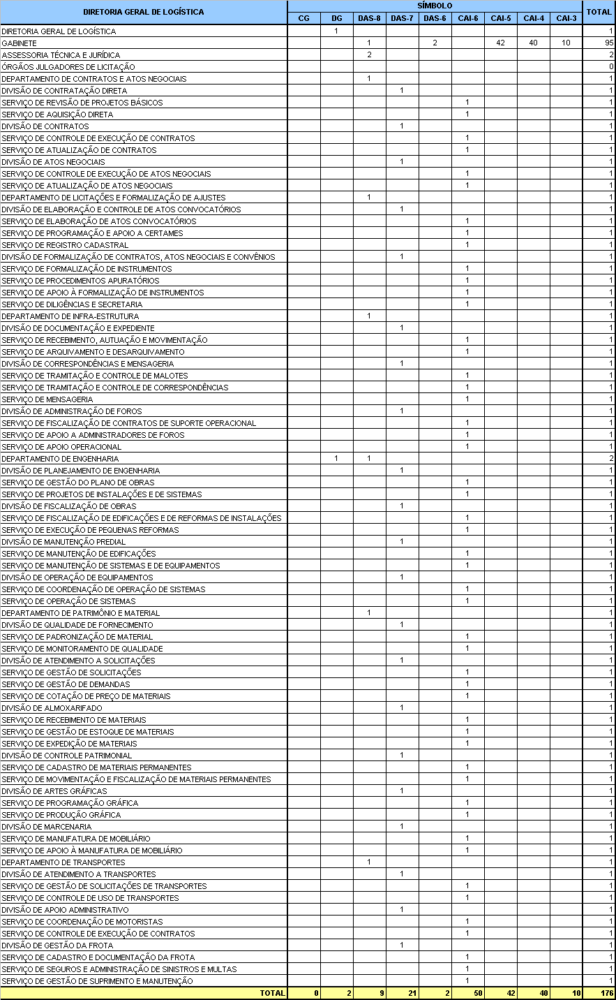 DIRETORIA GERAL DE LOGÍSTICA SÍMBOLO TOTAL
CG DG DAS-8 DAS-7 DAS-6 CAI-6 CAI-5 CAI-4 CAI-3
DIRETORIA GERAL DE LOGÍSTICA 1 1
GABINETE 1 2 42 40 10 95
ASSESSORIA TÉCNICA E JURÍDICA 2 2
ÓRGÃOS JULGADORES DE LICITAÇÃO 0
DEPARTAMENTO DE CONTRATOS E ATOS NEGOCIAIS 1 1
DIVISÃO DE CONTRATAÇÃO DIRETA 1 1
SERVIÇO DE REVISÃO DE PROJETOS BÁSICOS 1 1
SERVIÇO DE AQUISIÇÃO DIRETA 1 1
DIVISÃO DE CONTRATOS 1 1
SERVIÇO DE CONTROLE DE EXECUÇÃO DE CONTRATOS 1 1
SERVIÇO DE ATUALIZAÇÃO DE CONTRATOS 1 1
DIVISÃO DE ATOS NEGOCIAIS 1 1
SERVIÇO DE CONTROLE DE EXECUÇÃO DE ATOS NEGOCIAIS 1 1
SERVIÇO DE ATUALIZAÇÃO DE ATOS NEGOCIAIS 1 1
DEPARTAMENTO DE LICITAÇÕES E FORMALIZAÇÃO DE AJUSTES 1 1
DIVISÃO DE ELABORAÇÃO E CONTROLE DE ATOS CONVOCATÓRIOS 1 1
SERVIÇO DE ELABORAÇÃO DE ATOS CONVOCATÓRIOS 1 1
SERVIÇO DE PROGRAMAÇÃO E APOIO A CERTAMES 1 1
SERVIÇO DE REGISTRO CADASTRAL 1 1
DIVISÃO DE FORMALIZAÇÃO DE CONTRATOS, ATOS NEGOCIAIS E CONVÊNIOS 1 1
SERVIÇO DE FORMALIZAÇÃO DE INSTRUMENTOS 1 1
SERVIÇO DE PROCEDIMENTOS APURATÓRIOS 1 1
SERVIÇO DE APOIO À FORMALIZAÇÃO DE INSTRUMENTOS 1 1
SERVIÇO DE DILIGÊNCIAS E SECRETARIA 1 1
DEPARTAMENTO DE INFRA-ESTRUTURA 1 1
DIVISÃO DE DOCUMENTAÇÃO E EXPEDIENTE 1 1
SERVIÇO DE RECEBIMENTO, AUTUAÇÃO E MOVIMENTAÇÃO 1 1
SERVIÇO DE ARQUIVAMENTO E DESARQUIVAMENTO 1 1
DIVISÃO DE CORRESPONDÊNCIAS E MENSAGERIA 1 1
SERVIÇO DE TRAMITAÇÃO E CONTROLE DE MALOTES 1 1
SERVIÇO DE TRAMITAÇÃO E CONTROLE DE CORRESPONDÊNCIAS 1 1
SERVIÇO DE MENSAGERIA 1 1
DIVISÃO DE ADMINISTRAÇÃO DE FOROS 1 1
SERVIÇO DE FISCALIZAÇÃO DE CONTRATOS DE SUPORTE OPERACIONAL 1 1
SERVIÇO DE APOIO A ADMINISTRADORES DE FOROS 1 1
SERVIÇO DE APOIO OPERACIONAL 1 1
DEPARTAMENTO DE ENGENHARIA 1 1 2
DIVISÃO DE PLANEJAMENTO DE ENGENHARIA 1 1
SERVIÇO DE GESTÃO DO PLANO DE OBRAS 1 1
SERVIÇO DE PROJETOS DE INSTALAÇÕES E DE SISTEMAS 1 1
DIVISÃO DE FISCALIZAÇÃO DE OBRAS 1 1
SERVIÇO DE FISCALIZAÇÃO DE EDIFICAÇÕES E DE REFORMAS DE INSTALAÇÕES 1 1
SERVIÇO DE EXECUÇÃO DE PEQUENAS REFORMAS 1 1
DIVISÃO DE MANUTENÇÃO PREDIAL 1 1
SERVIÇO DE MANUTENÇÃO DE EDIFICAÇÕES 1 1
SERVIÇO DE MANUTENÇÃO DE SISTEMAS E DE EQUIPAMENTOS 1 1
DIVISÃO DE OPERAÇÃO DE EQUIPAMENTOS 1 1
SERVIÇO DE COORDENAÇÃO DE OPERAÇÃO DE SISTEMAS 1 1
SERVIÇO DE OPERAÇÃO DE SISTEMAS 1 1
DEPARTAMENTO DE PATRIMÔNIO E MATERIAL 1 1
DIVISÃO DE QUALIDADE DE FORNECIMENTO 1 1
SERVIÇO DE PADRONIZAÇÃO DE MATERIAL 1 1
SERVIÇO DE MONITORAMENTO DE QUALIDADE 1 1
DIVISÃO DE ATENDIMENTO A SOLICITAÇÕES 1 1
SERVIÇO DE GESTÃO DE SOLICITAÇÕES 1 1
SERVIÇO DE GESTÃO DE DEMANDAS 1 1
SERVIÇO DE COTAÇÃO DE PREÇO DE MATERIAIS 1 1
DIVISÃO DE ALMOXARIFADO 1 1
SERVIÇO DE RECEBIMENTO DE MATERIAIS 1 1
SERVIÇO DE GESTÃO DE ESTOQUE DE MATERIAIS 1 1
SERVIÇO DE EXPEDIÇÃO DE MATERIAIS 1 1
DIVISÃO DE CONTROLE PATRIMONIAL 1 1
SERVIÇO DE CADASTRO DE MATERIAIS PERMANENTES 1 1
SERVIÇO DE MOVIMENTAÇÃO E FISCALIZAÇÃO DE MATERIAIS PERMANENTES 1 1
DIVISÃO DE ARTES GRÁFICAS 1 1
SERVIÇO DE PROGRAMAÇÃO GRÁFICA 1 1
SERVIÇO DE PRODUÇÃO GRÁFICA 1 1
DIVISÃO DE MARCENARIA 1 1
SERVIÇO DE MANUFATURA DE MOBILIÁRIO 1 1
SERVIÇO DE APOIO À MANUFATURA DE MOBILIÁRIO 1 1
DEPARTAMENTO DE TRANSPORTES 1 1
DIVISÃO DE ATENDIMENTO A TRANSPORTES 1 1
SERVIÇO DE GESTÃO DE SOLICITAÇÕES DE TRANSPORTES 1 1
SERVIÇO DE CONTROLE DE USO DE TRANSPORTES 1 1
DIVISÃO DE APOIO ADMINISTRATIVO 1 1
SERVIÇO DE COORDENAÇÃO DE MOTORISTAS 1 1
SERVIÇO DE CONTROLE DE EXECUÇÃO DE CONTRATOS 1 1
DIVISÃO DE GESTÃO DA FROTA 1 1
SERVIÇO DE CADASTRO E DOCUMENTAÇÃO DA FROTA 1 1
SERVIÇO DE SEGUROS E ADMINISTRAÇÃO DE SINISTROS E MULTAS 1 1
SERVIÇO DE GESTÃO DE SUPRIMENTO E MANUTENÇÃO 1 1
TOTAL 0 2 9 21 2 50 42 40 10 176